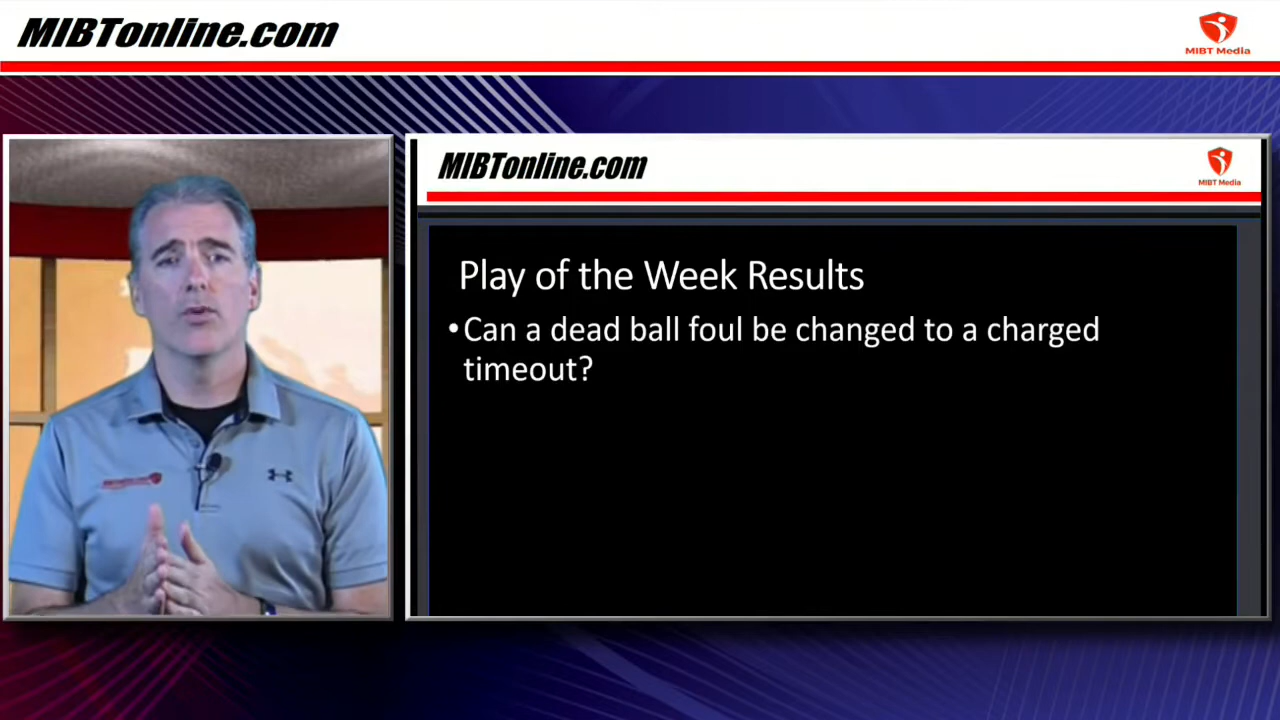 MIBTonline.com
MIBT Media
MIBTonline.com
MIBT Media
Play of the Week Results
•Can a dead ball foul be changed to a charged
timeout?